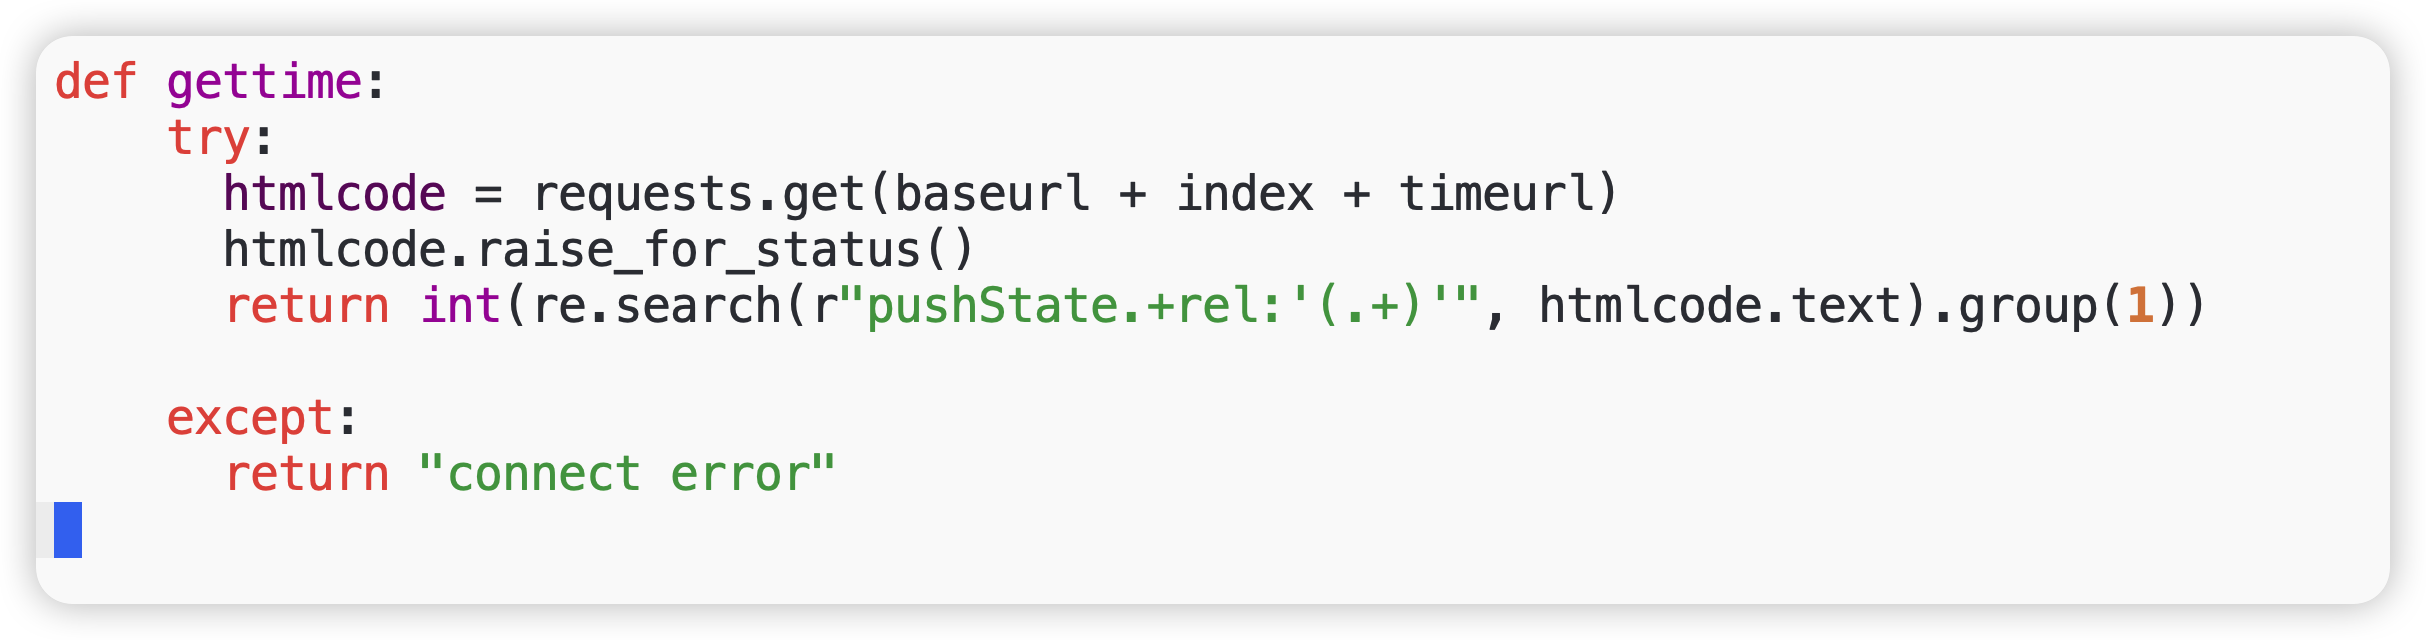 def gettime:
    try:
      htmlcode = requests.get(baseurl + index + timeurl)
      htmlcode.raise_for_status()
      return int(re.search(r"pushState.+rel:'(.+)'", htmlcode.text).group(1))

    except:
      return "connect error"